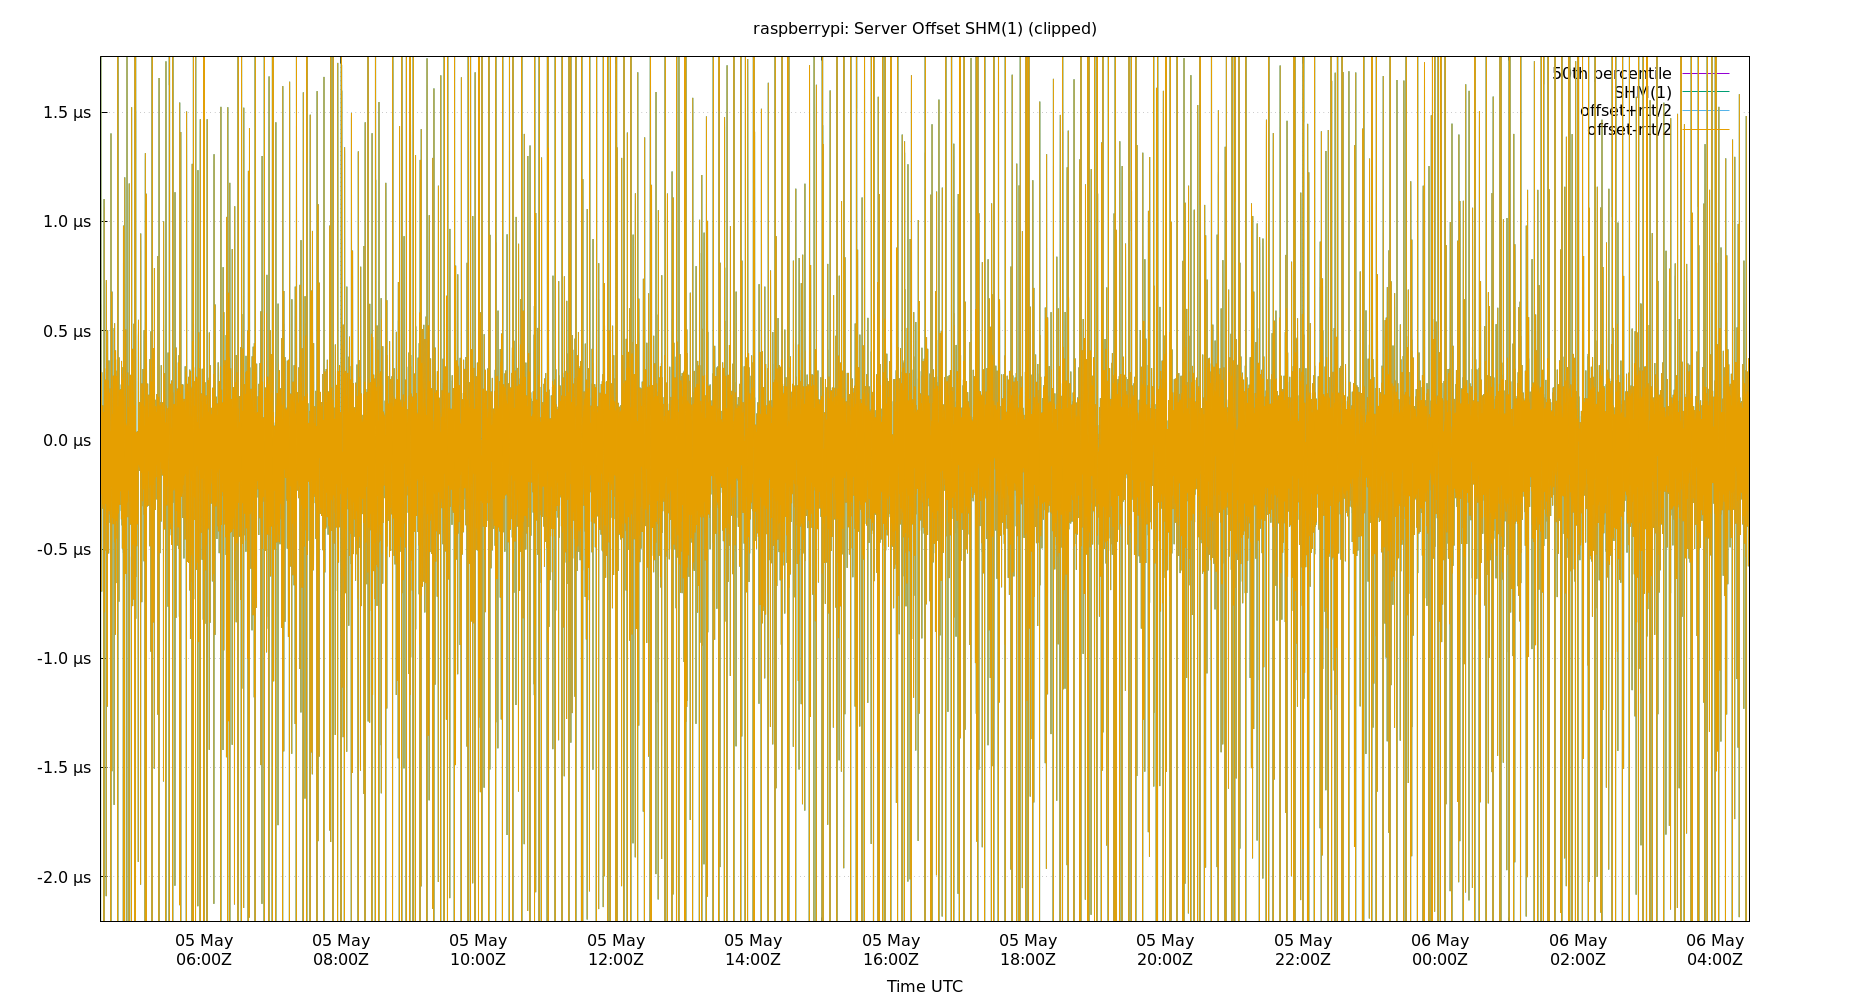 raspberrypi: Server Offset SHM(1) (clipped)
50th percentile
SHM(1)
offset+rtt/2
offset-rtt/2
1.5 µs
1.0 µs
0.5 µs
0.0 µs
-0.5 µs
-1.0 µs
-1.5 µs
-2.0 µs
05 May 05 May 05 May 05 May 05 May 05 May 05 May 05 May 05 May 06 May 06 May 06 May
06:00Z 08:00Z 10:00Z 12:00Z 14:00Z 16:00Z 18:00Z 20:00Z 22:00Z 00:00Z 02:00Z 04:00Z
Time UTC